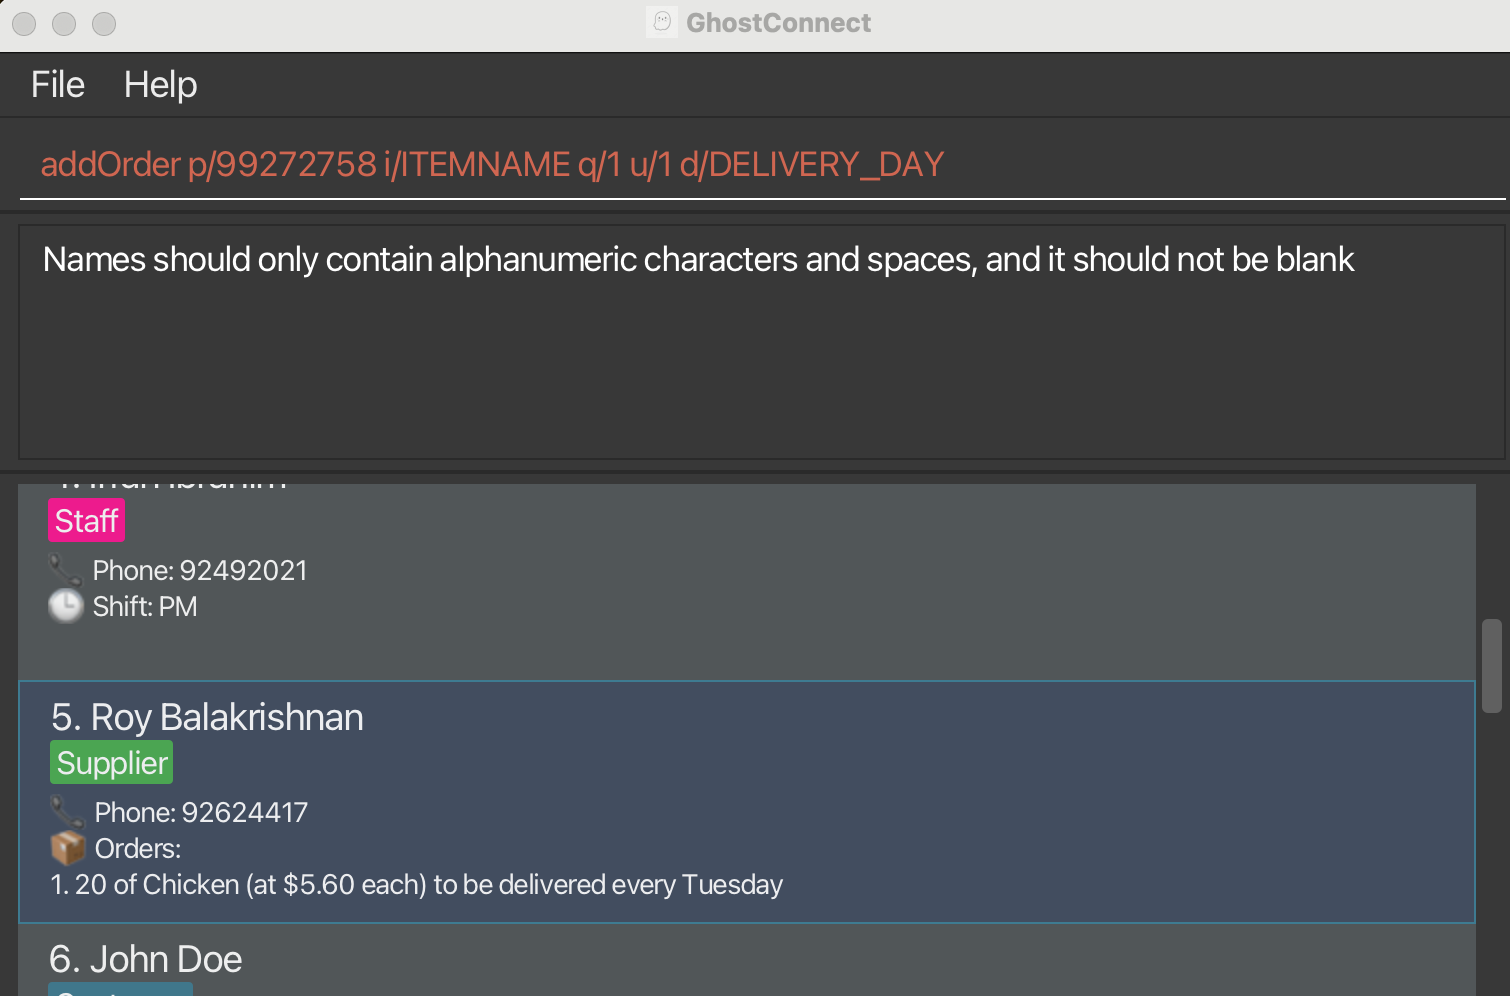 GhostConnect
File Help
addOrder p/99272758 i/ITEMNAME q/1 u/1 d/DELIVERY_DAY
Names should only contain alphanumeric characters and spaces, and it should not be blank
Staff
Phone: 92492021
Shift: PM
5. Roy Balakrishnan
Supplier
Phone: 92624417
Orders:
1. 20 of Chicken (at $5.60 each) to be delivered every Tuesday
6. John Doe